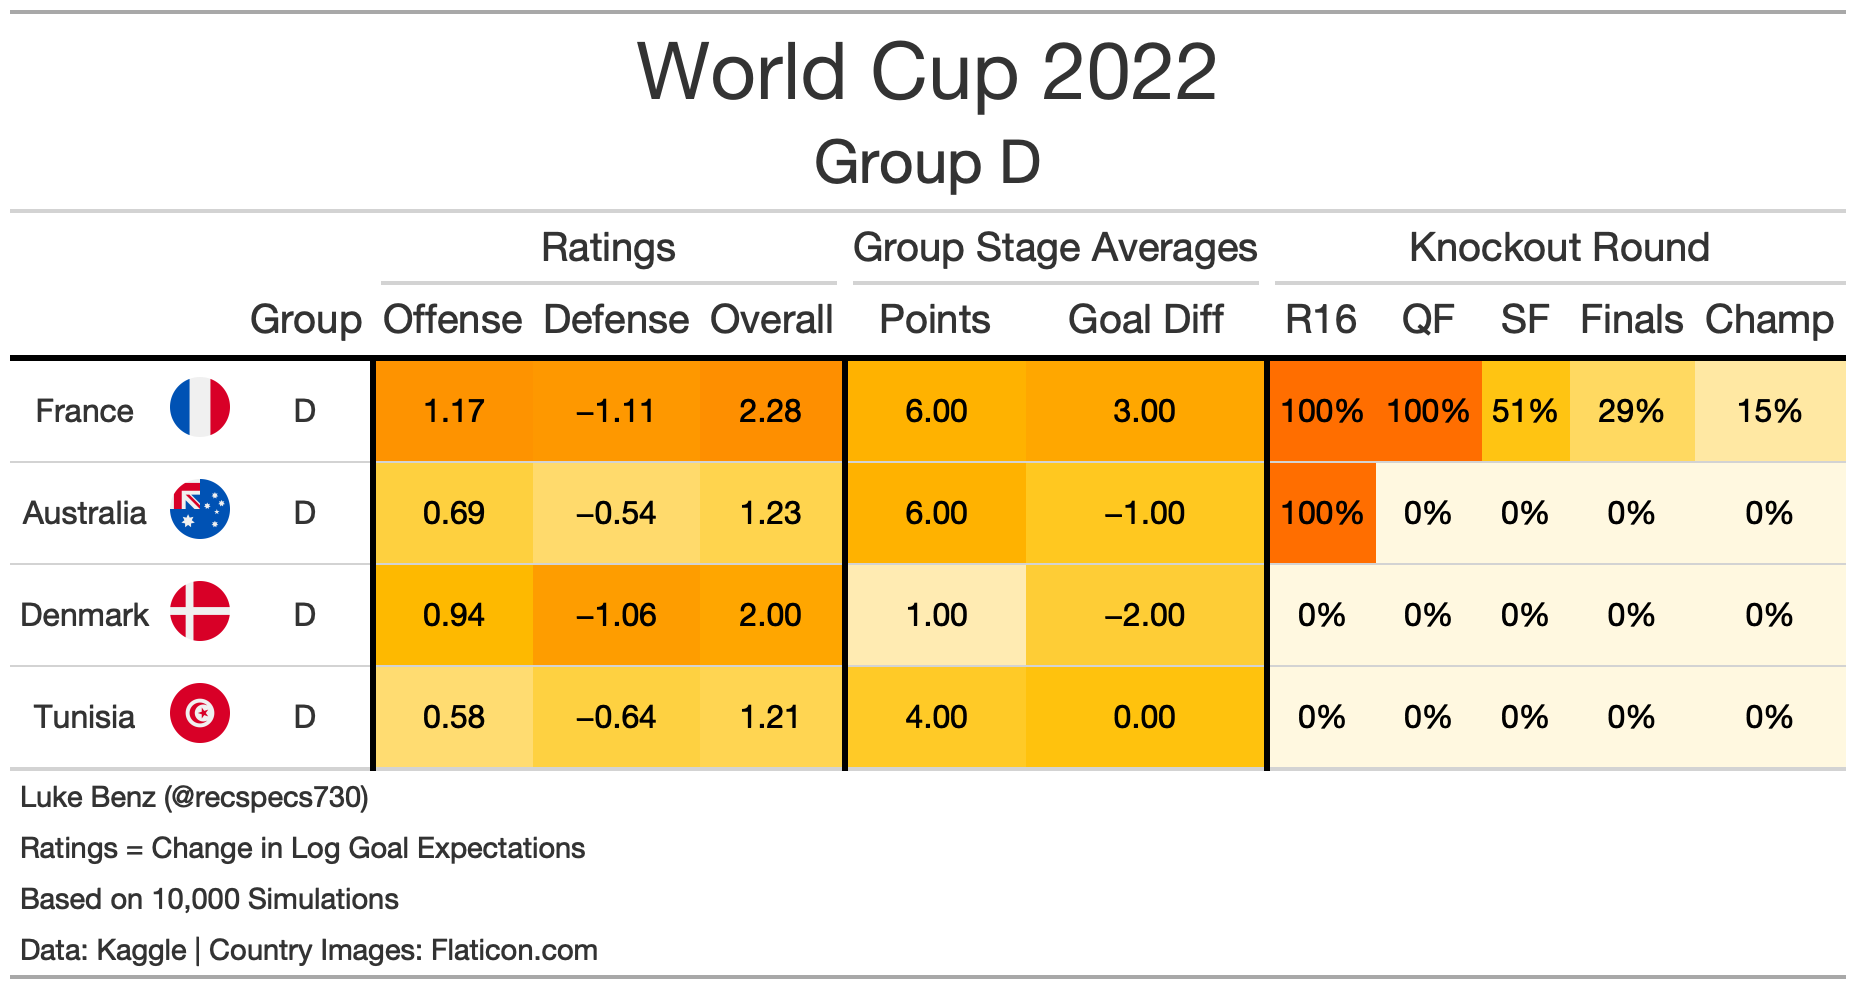 World Cup 2022
Group D
Ratings Group Stage Averages Knockout Round
Group Offense Defense Overall Points Goal Diff R16 QF SF Finals Champ
France D 1.17 −1.11 2.28 6.00 3.00 100% 100% 51% 29% 15%
Australia D 0.69 −0.54 1.23 6.00 −1.00 100% 0% 0% 0% 0%
Denmark D 0.94 −1.06 2.00 1.00 −2.00 0% 0% 0% 0% 0%
Tunisia D 0.58 −0.64 1.21 4.00 0.00 0% 0% 0% 0% 0%
Luke Benz (@recspecs730)
Ratings = Change in Log Goal Expectations
Based on 10,000 Simulations
Data: Kaggle | Country Images: Flaticon.com